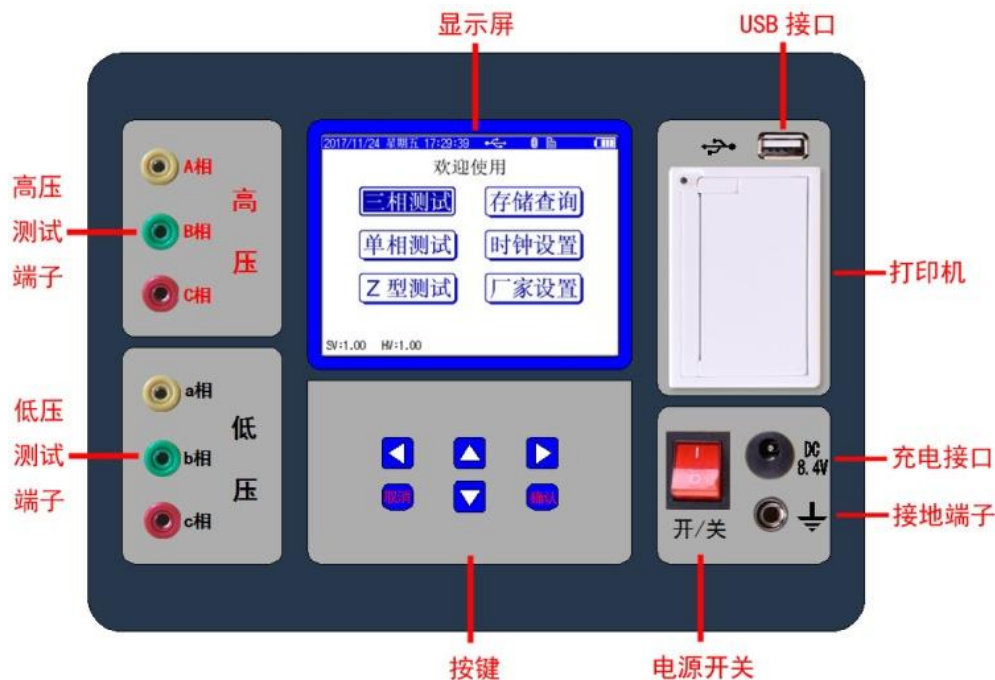 显示屏
USB 接口
高压
测试
端子
A相
B相
C相
高
压
2017/11/24 星期五 17:29:39
欢迎使用
三相测试
存储查询
单相测试
时钟设置
Z 型测试
厂家设置
SV:1.00 HV:1.00
打印机
低压
测试
端子
a相
b相
c相
低
压
取消
确认
开/关
DC
8.4V
充电接口
接地端子
按键
电源开关